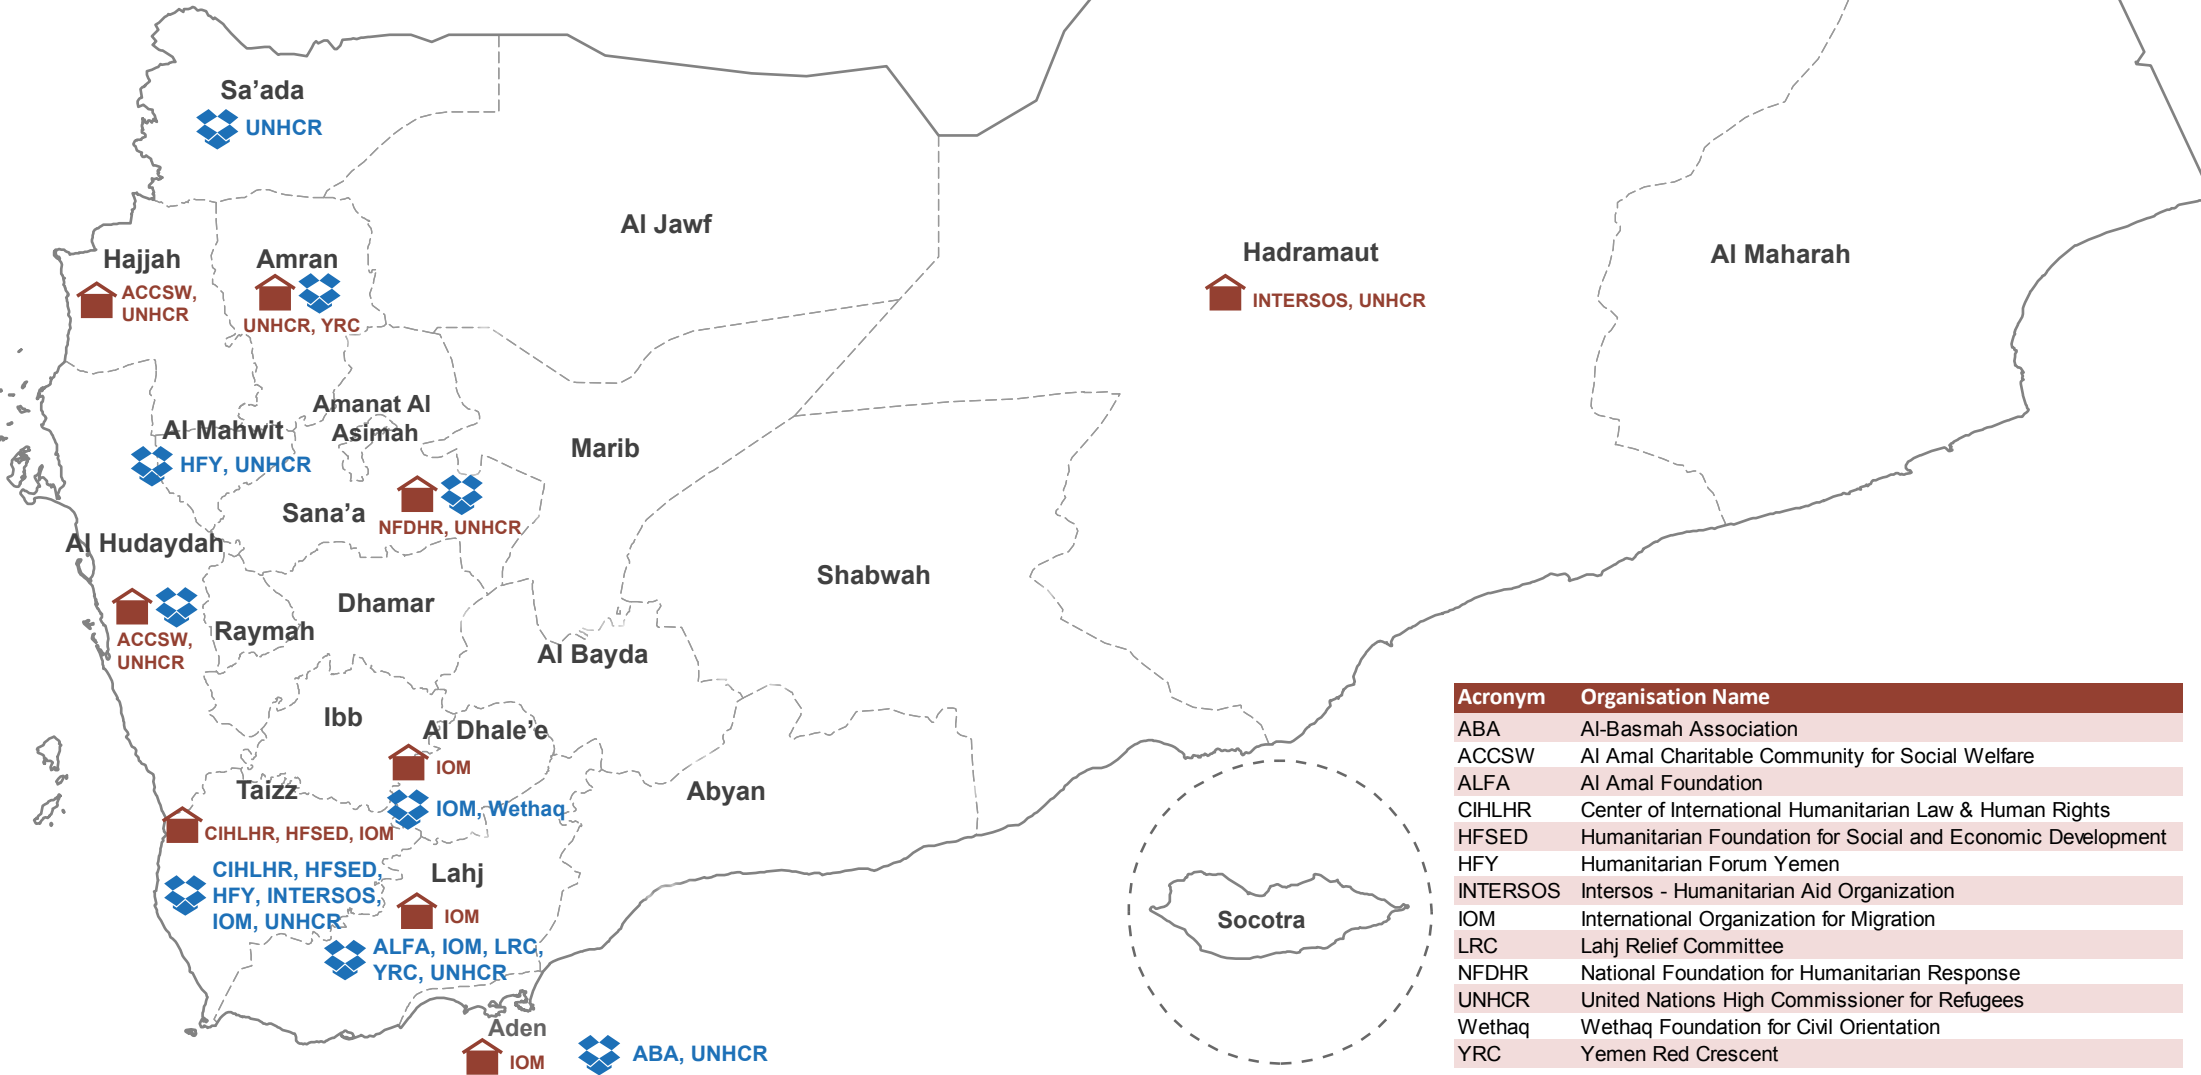 Sa’ada
UNHCR
Al Jawf
Hajjah
ACCSW,
UNHCR
Amran
UNHCR, YRC
Hadramaut
INTERSOS, UNHCR
Al Maharah
Amanat Al
Asimah
Al Mahwit
HFY, UNHCR
Marib
Sana’a
NFDHR, UNHCR
Al Hudaydah
ACCSW,
UNHCR
Dhamar
Raymah
Shabwah
Al Bayda
Ibb
Al Dhale’e
IOM
IOM, Wethaq
Taizz
CIHLHR, HFSED, IOM
CIHLHR, HFSED,
HFY, INTERSOS,
IOM, UNHCR
Abyan
Lahj
IOM
ALFA, IOM, LRC,
YRC, UNHCR
Aden
IOM
ABA, UNHCR
Socotra
Acronym Organisation Name
ABA Al-Basmah Association
ACCSW Al Amal Charitable Community for Social Welfare
ALFA Al Amal Foundation
CIHLHR Center of International Humanitarian Law & Human Rights
HFSED Humanitarian Foundation for Social and Economic Development
HFY Humanitarian Forum Yemen
INTERSOS Intersos - Humanitarian Aid Organization
IOM International Organization for Migration
LRC Lahj Relief Committee
NFDHR National Foundation for Humanitarian Response
UNHCR United Nations High Commissioner for Refugees
Wethaq Wethaq Foundation for Civil Orientation
YRC Yemen Red Crescent